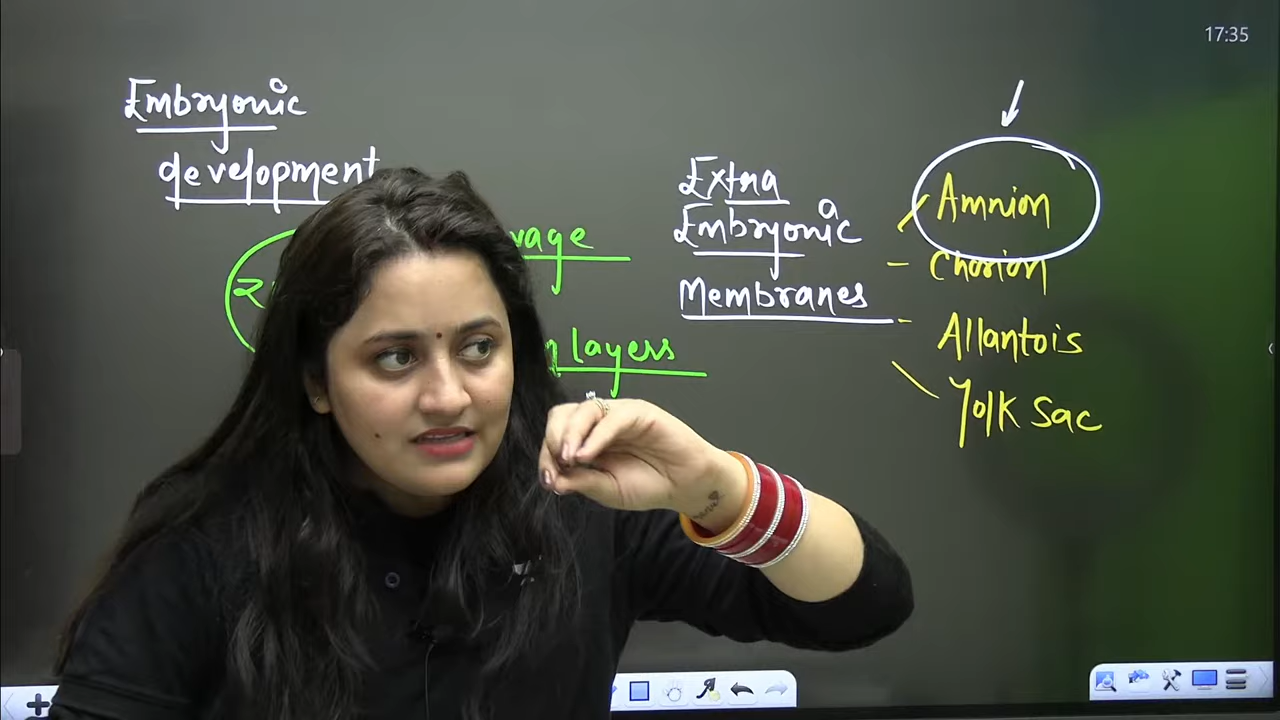 17:35
Embryonic
development
vage
layers
Extra
Embryonic
Membranes
Amnion
Chorion
Allantois
Yolk Sac